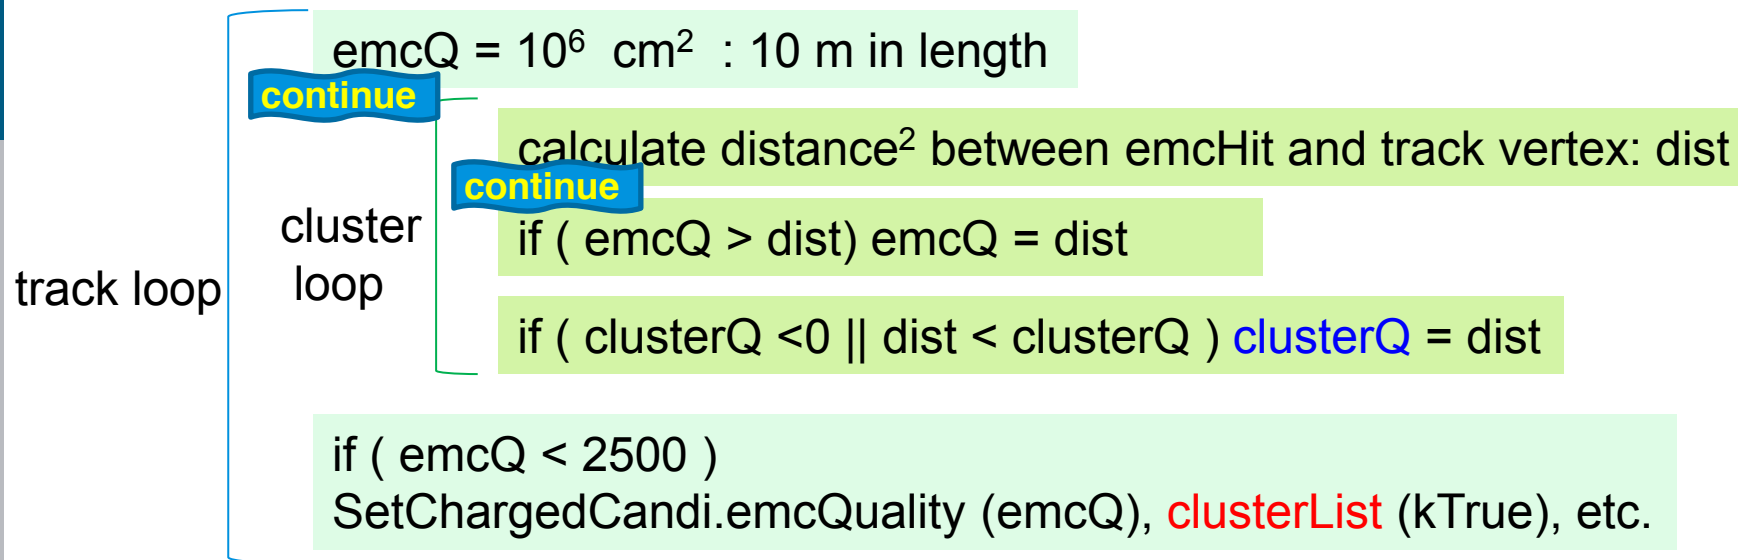 emcQ = 10⁶ cm² : 10 m in length
continue
calculate distance² between emcHit and track vertex: dist
continue
cluster
loop
if ( emcQ > dist) emcQ = dist
track loop
if ( clusterQ <0 || dist < clusterQ ) clusterQ = dist
if ( emcQ < 2500 )
SetChargedCandi.emcQuality (emcQ), clusterList (kTrue), etc.